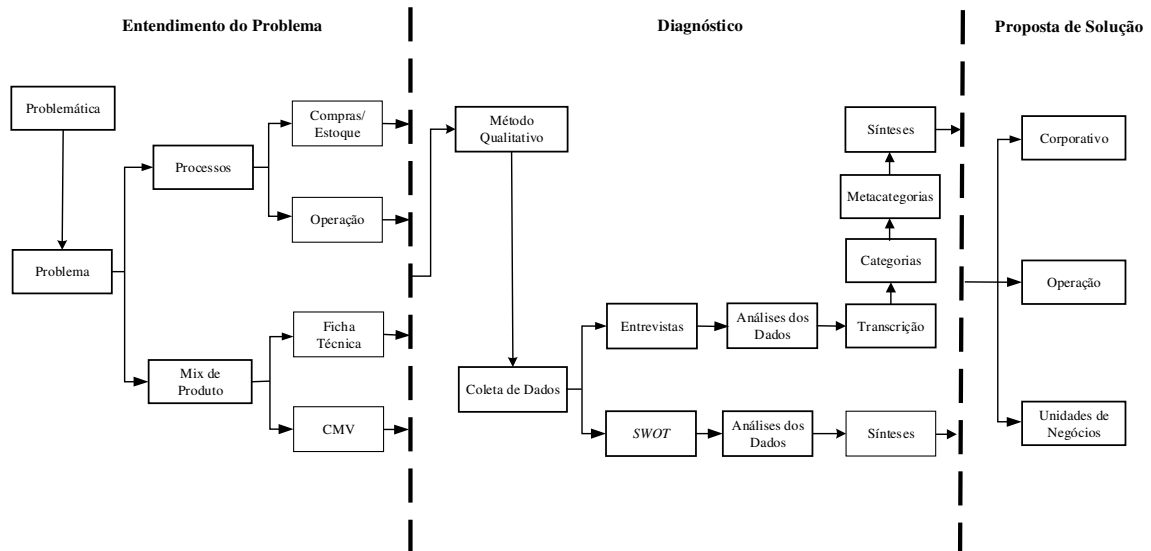 Entendimento do Problema
Diagnóstico
Proposta de Solução
Problemática
Problema
Processos
Mix de
Produto
Compras/
Estoque
Operação
Ficha
Técnica
CMV
Método
Qualitativo
Coleta de Dados
Entrevistas
Análises dos
Dados
Transcrição
Categorias
Metacategorias
Sínteses
SWOT
Análises dos
Dados
Sínteses
Corporativo
Operação
Unidades de
Negócios